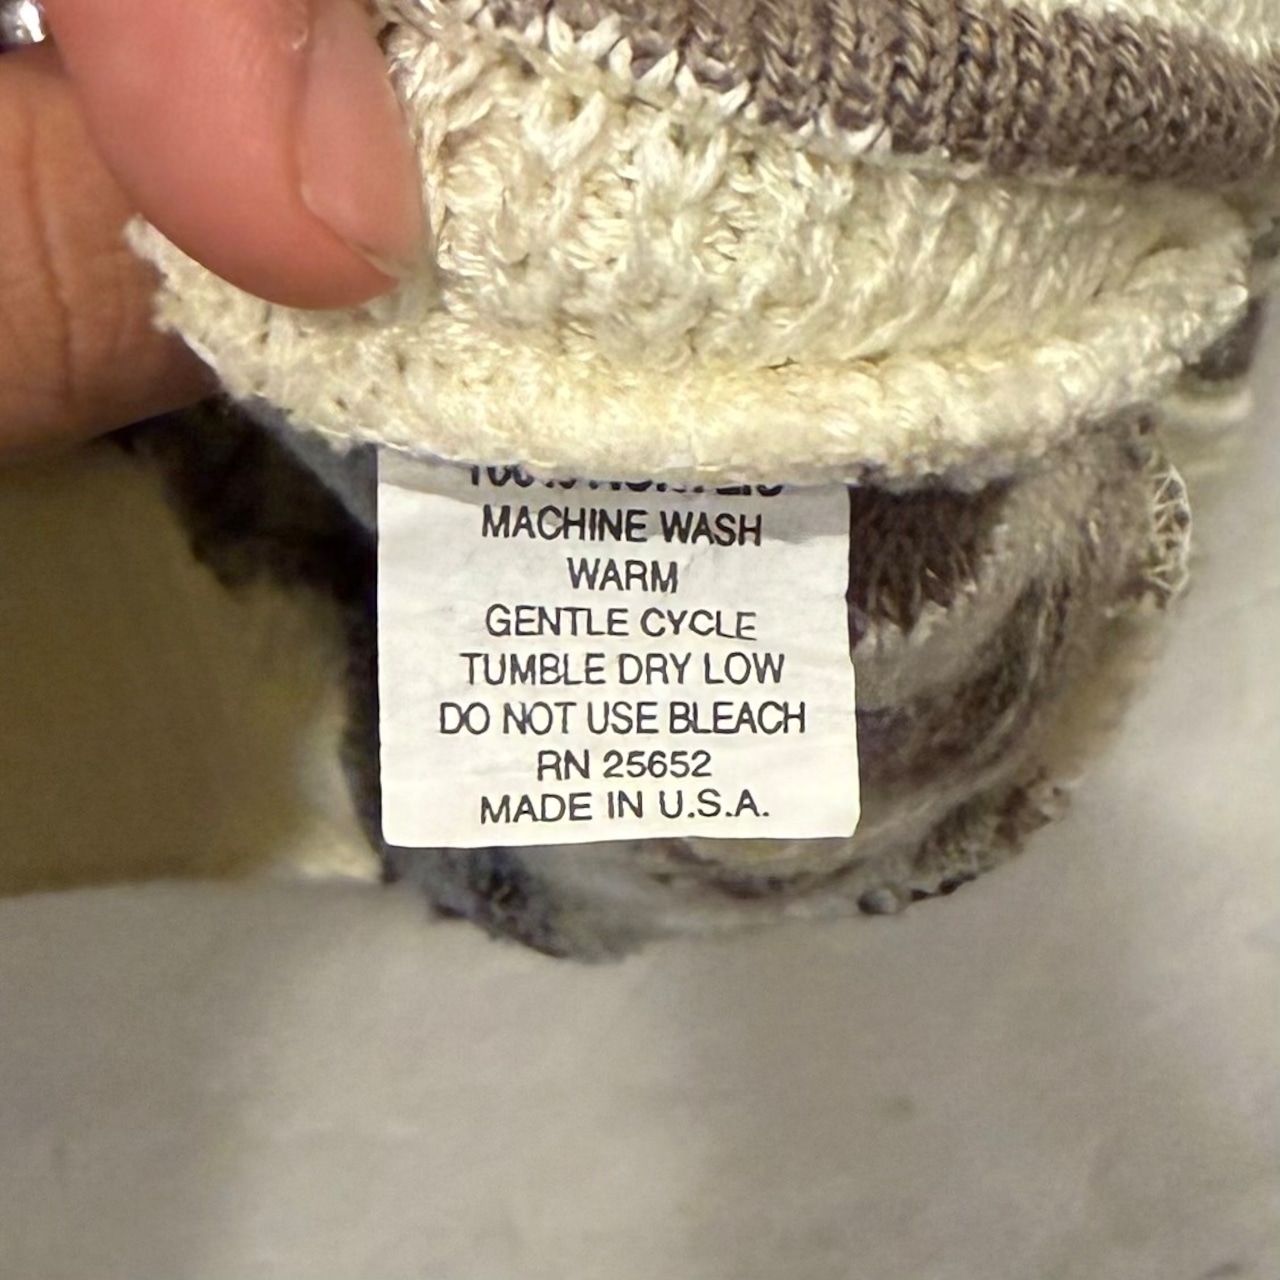 MACHINE WASH
WARM
GENTLE CYCLE
TUMBLE DRY LOW
DO NOT USE BLEACH
RN 25652
MADE IN U.S.A.